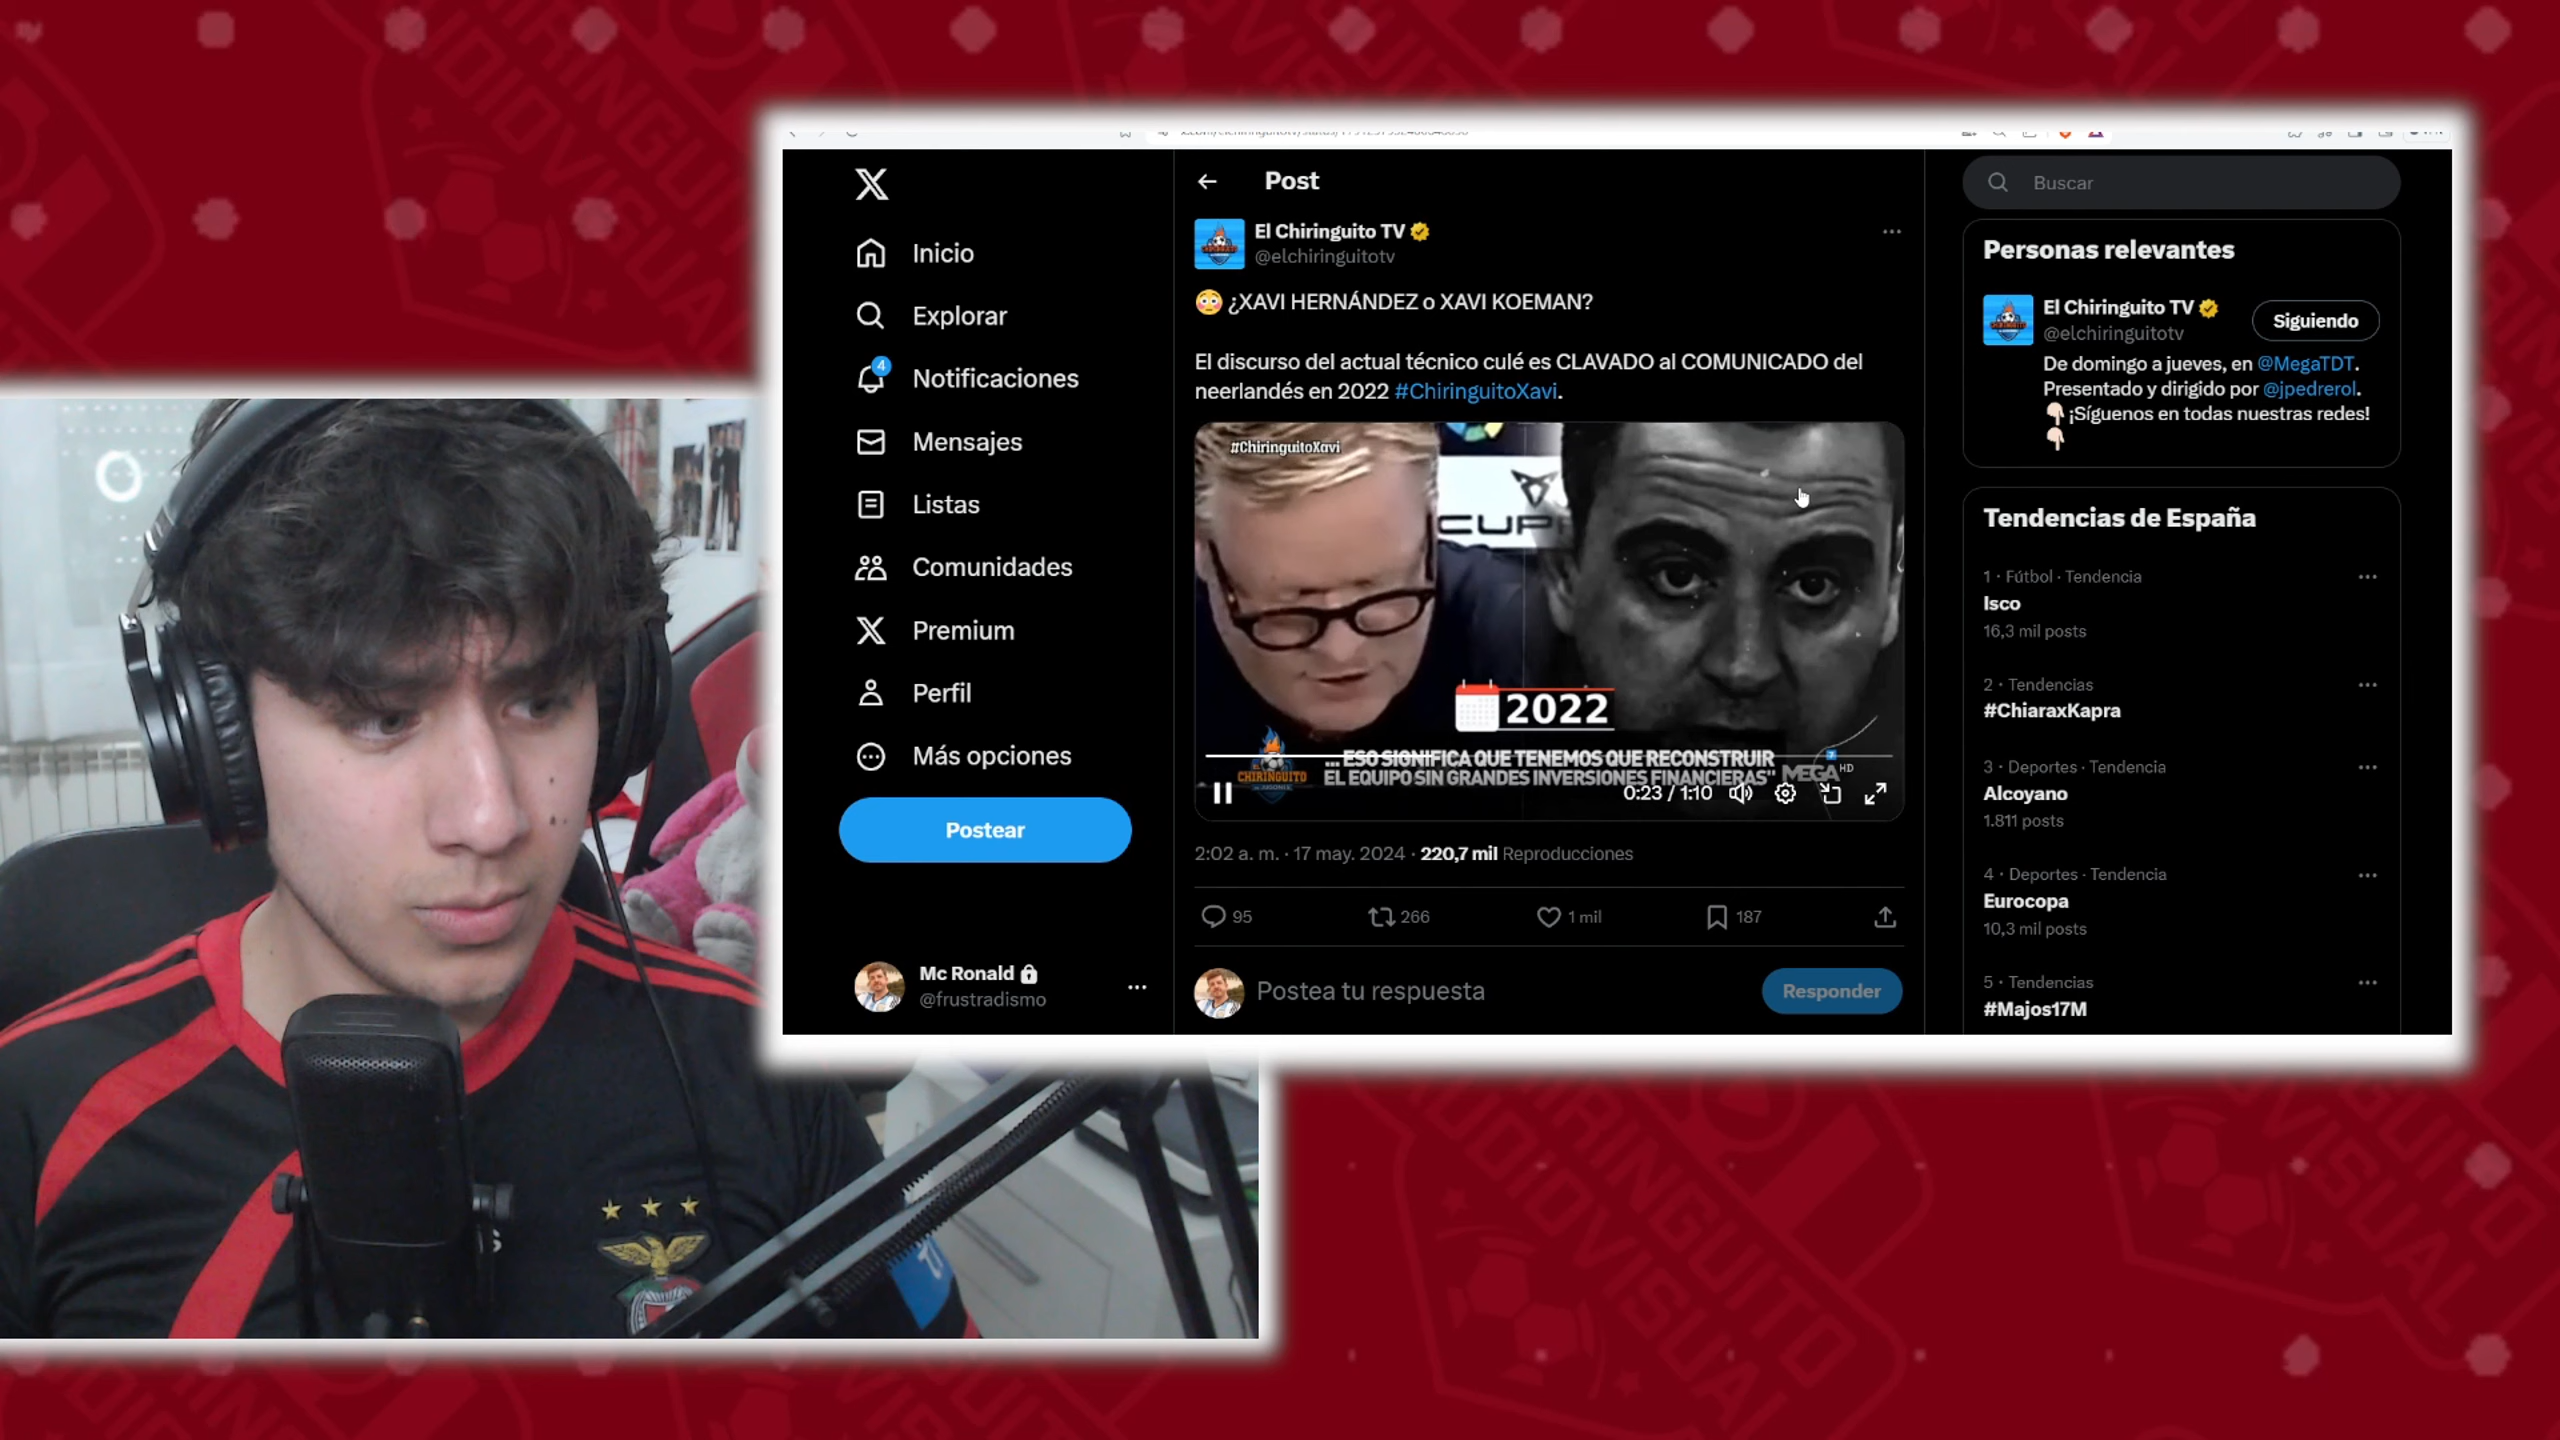 Post
Buscar
El Chiringuito TV
@elchiringuitotv
😳 ¿XAVI HERNÁNDEZ o XAVI KOEMAN?
El discurso del actual técnico culé es CLAVADO al COMUNICADO del
neerlandés en 2022 #ChiringuitoXavi.
#ChiringuitoXavi
CUP
2022
... ESO SIGNIFICA QUE TENEMOS QUE RECONSTRUIR
EL EQUIPO SIN GRANDES INVERSIONES FINANCIERAS"
CHIRINGUITO
MEGA HD
0:23 / 1:10
2:02 a. m. · 17 may. 2024 · 220,7 mil Reproducciones
95
266
1 mil
187
Postea tu respuesta
Responder
Inicio
Explorar
4
Notificaciones
Mensajes
Listas
Comunidades
Premium
Perfil
Más opciones
Postear
Mc Ronald
@frustradismo
Personas relevantes
El Chiringuito TV
@elchiringuitotv
Siguiendo
De domingo a jueves, en @MegaTDT.
Presentado y dirigido por @jpedrerol.
👇🏻¡Síguenos en todas nuestras redes!
👇🏻
Tendencias de España
1 · Fútbol · Tendencia
Isco
16,3 mil posts
2 · Tendencias
#ChiaraxKapra
3 · Deportes · Tendencia
Alcoyano
1.811 posts
4 · Deportes · Tendencia
Eurocopa
10,3 mil posts
5 · Tendencias
#Majos17M